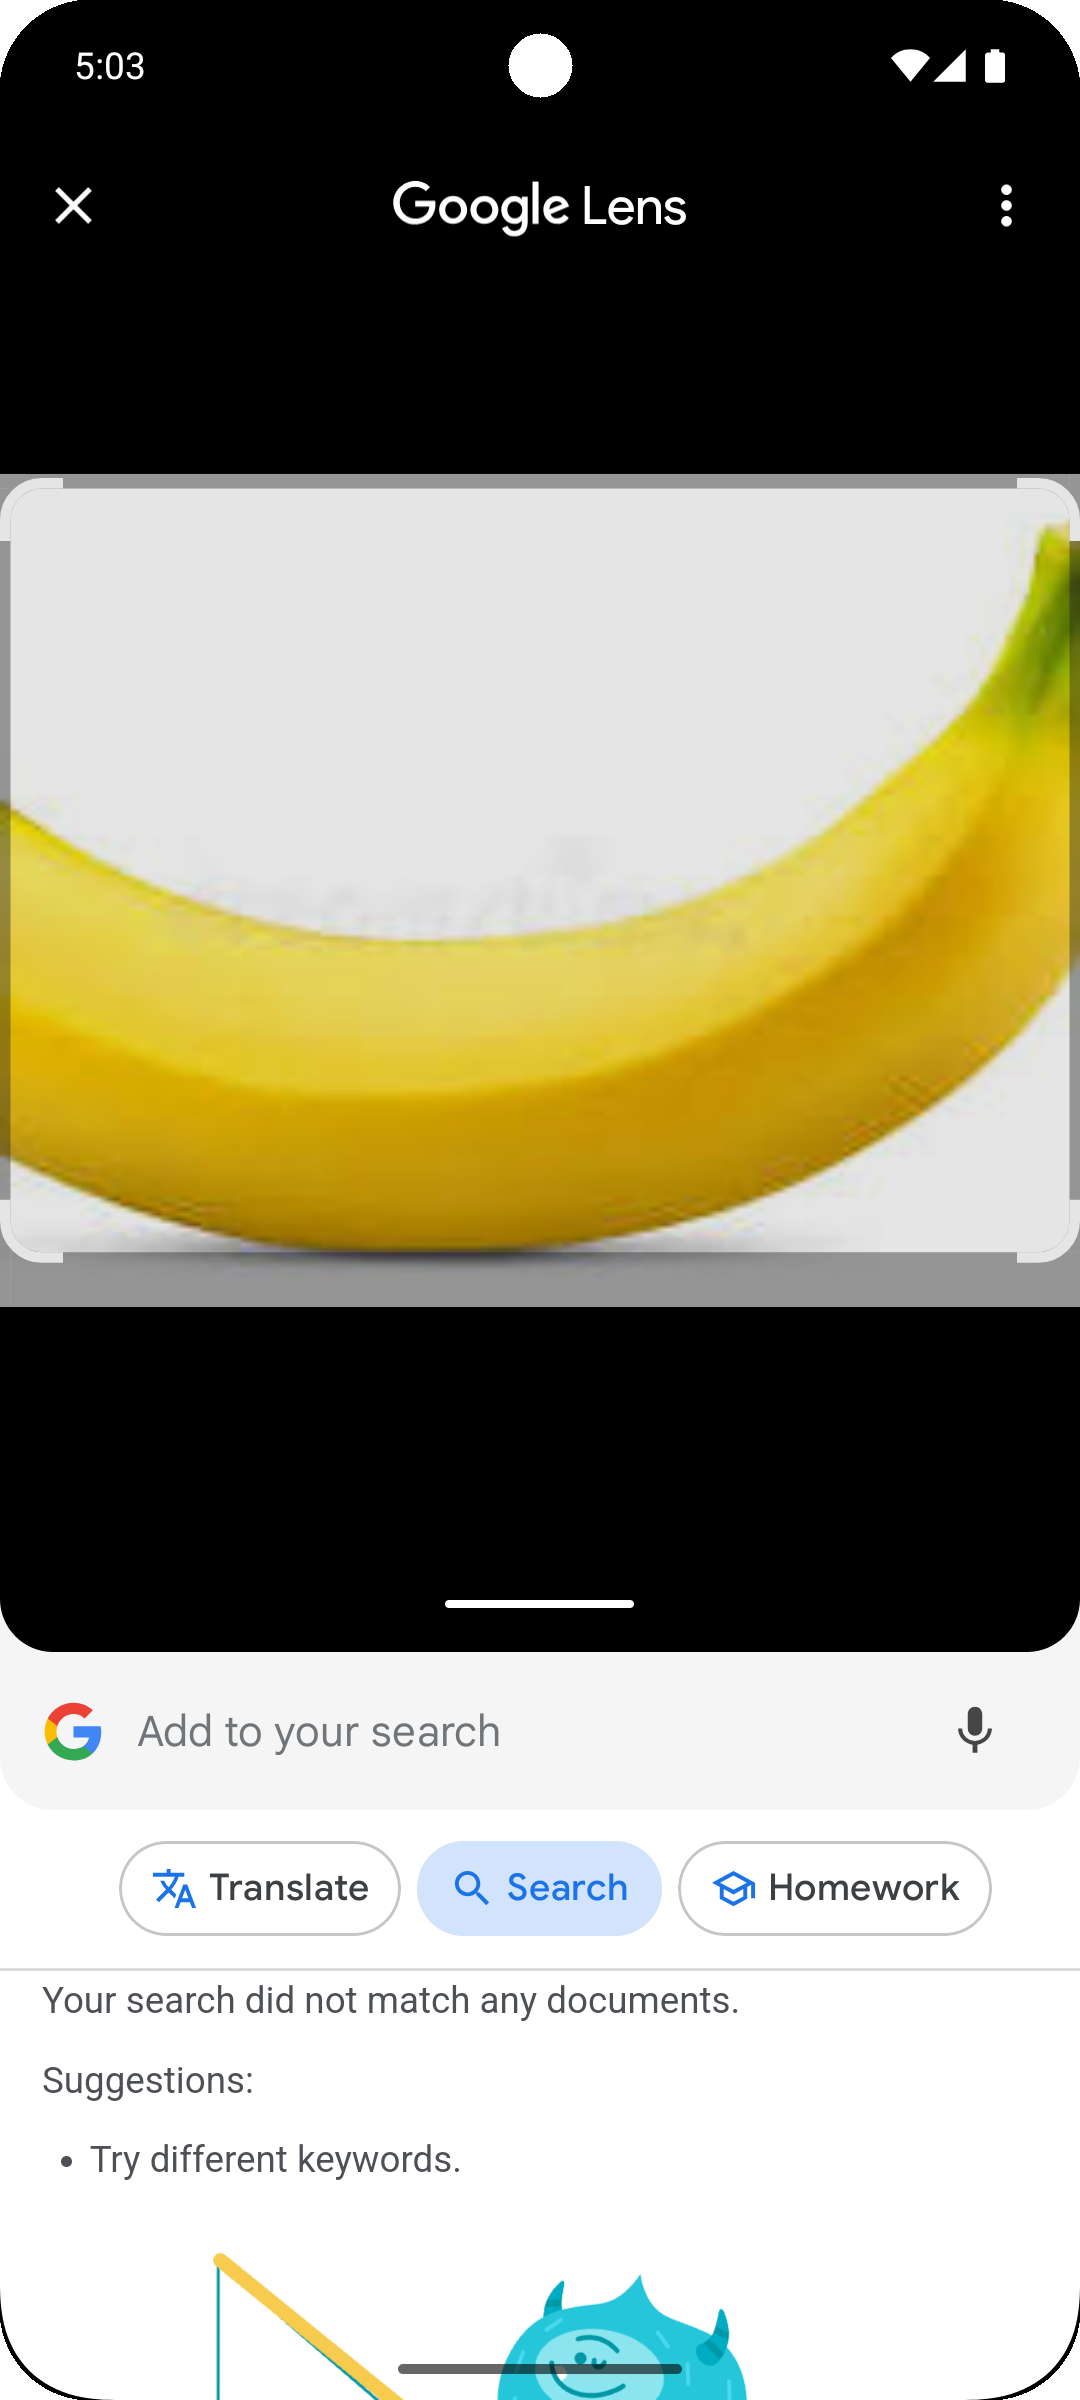 5:03
Google Lens
Add to your search
Translate
Search
Homework
Your search did not match any documents.
Suggestions:
• Try different keywords.